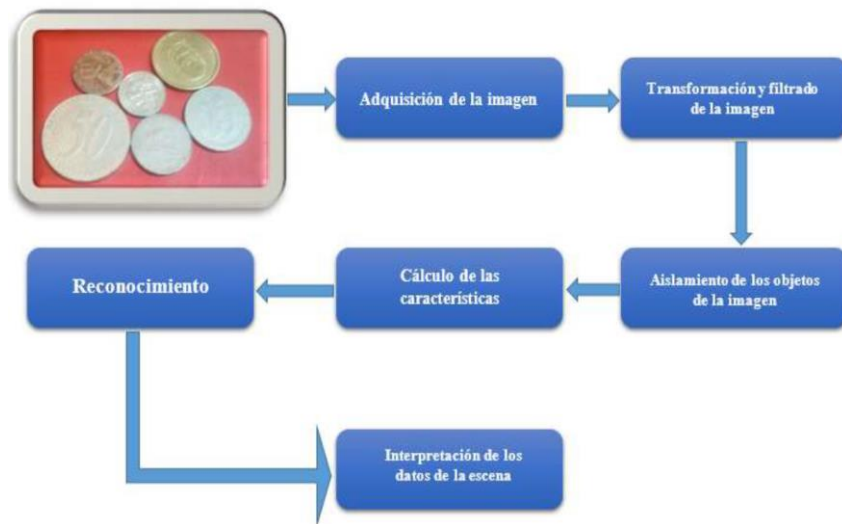 Adquisición de la imagen
Transformación y filtrado
de la imagen
Aislamiento de los objetos
de la imagen
Cálculo de las
características
Reconocimiento
Interpretación de los
datos de la escena
50